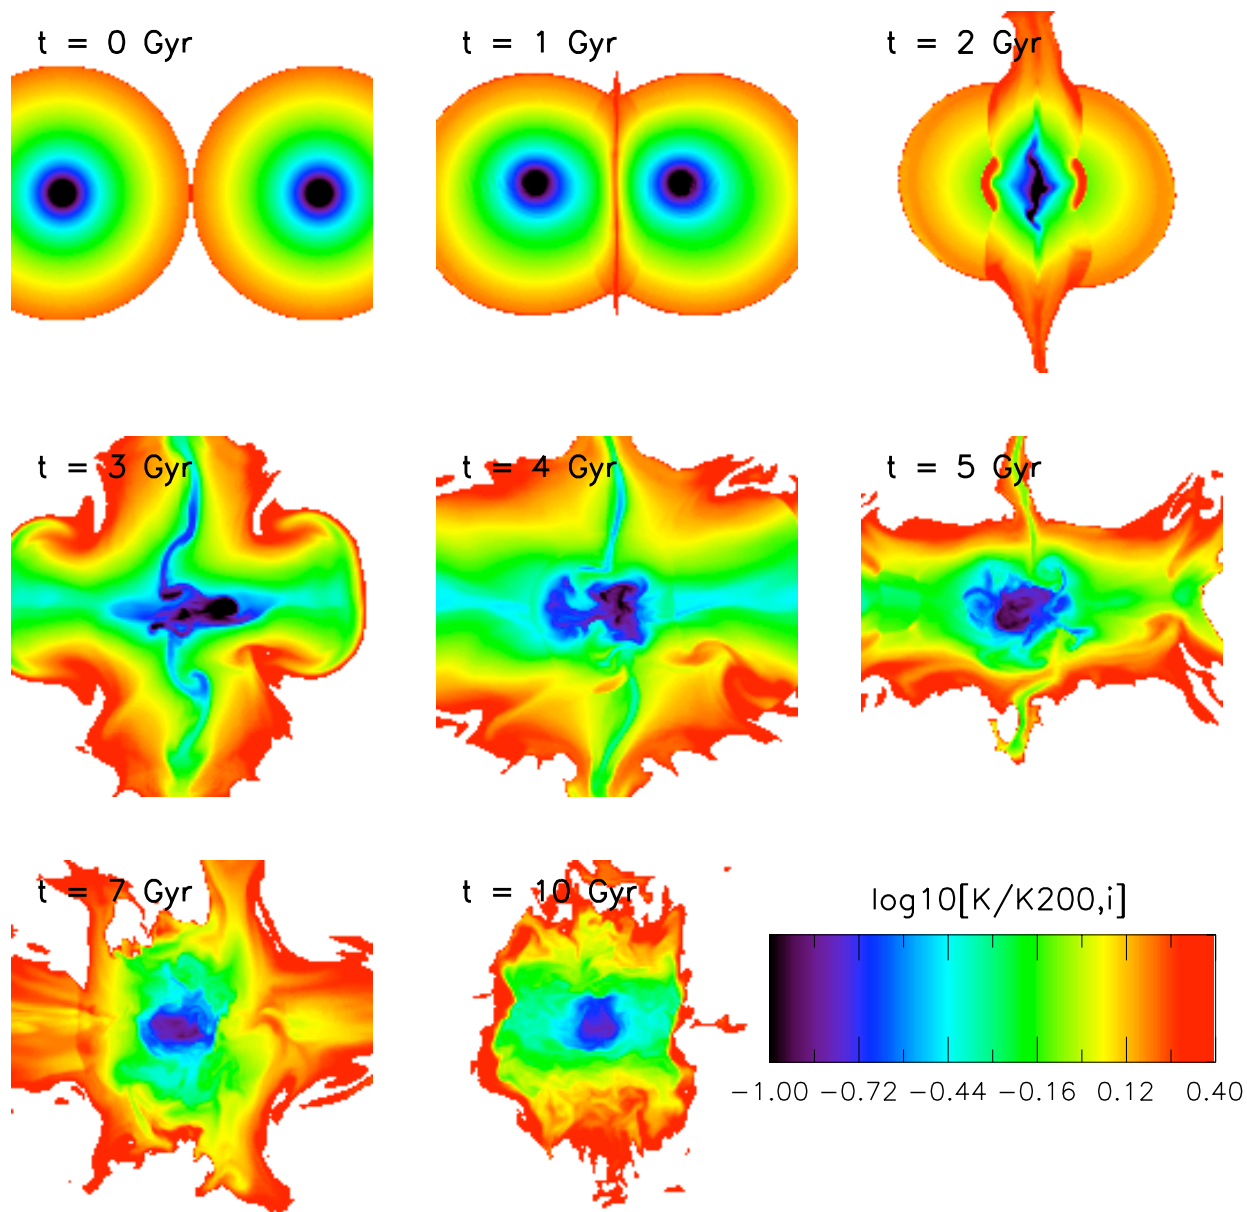 t = 0 Gyr
t = 1 Gyr
t = 2 Gyr
t = 3 Gyr
t = 4 Gyr
t = 5 Gyr
t = 7 Gyr
t = 10 Gyr
log10[K/K200,i]
−1.00 −0.72 −0.44 −0.16 0.12 0.40